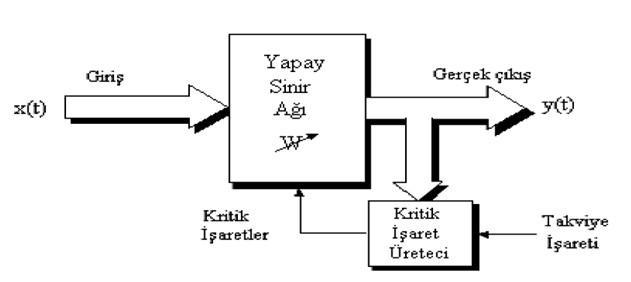 Yapay
Sinir
Ağı
W
Giriş
x(t)
Gerçek çıkış
y(t)
Kritik
İşaretler
Kritik
İşaret
Üreteci
Takviye
İşareti